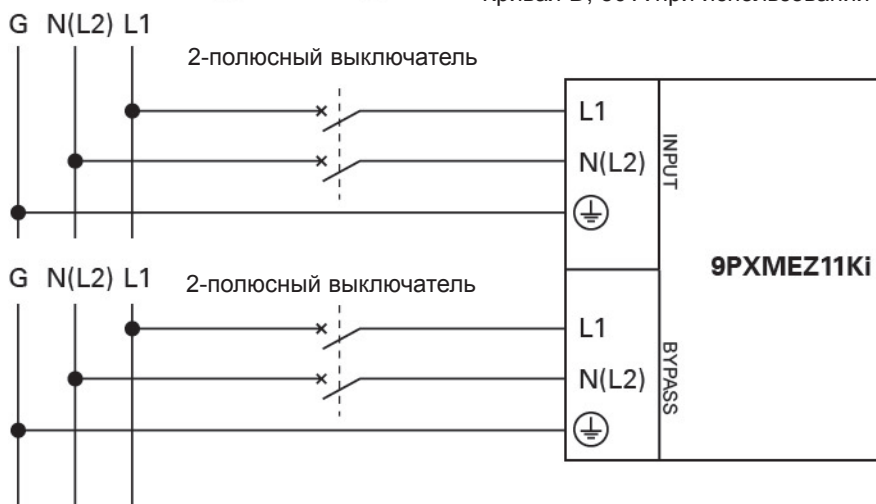 G N(L2) L1
2-полюсный выключатель
L1
N(L2)
INPUT
9PXMEZ11Ki
G N(L2) L1
2-полюсный выключатель
L1
N(L2)
BYPASS